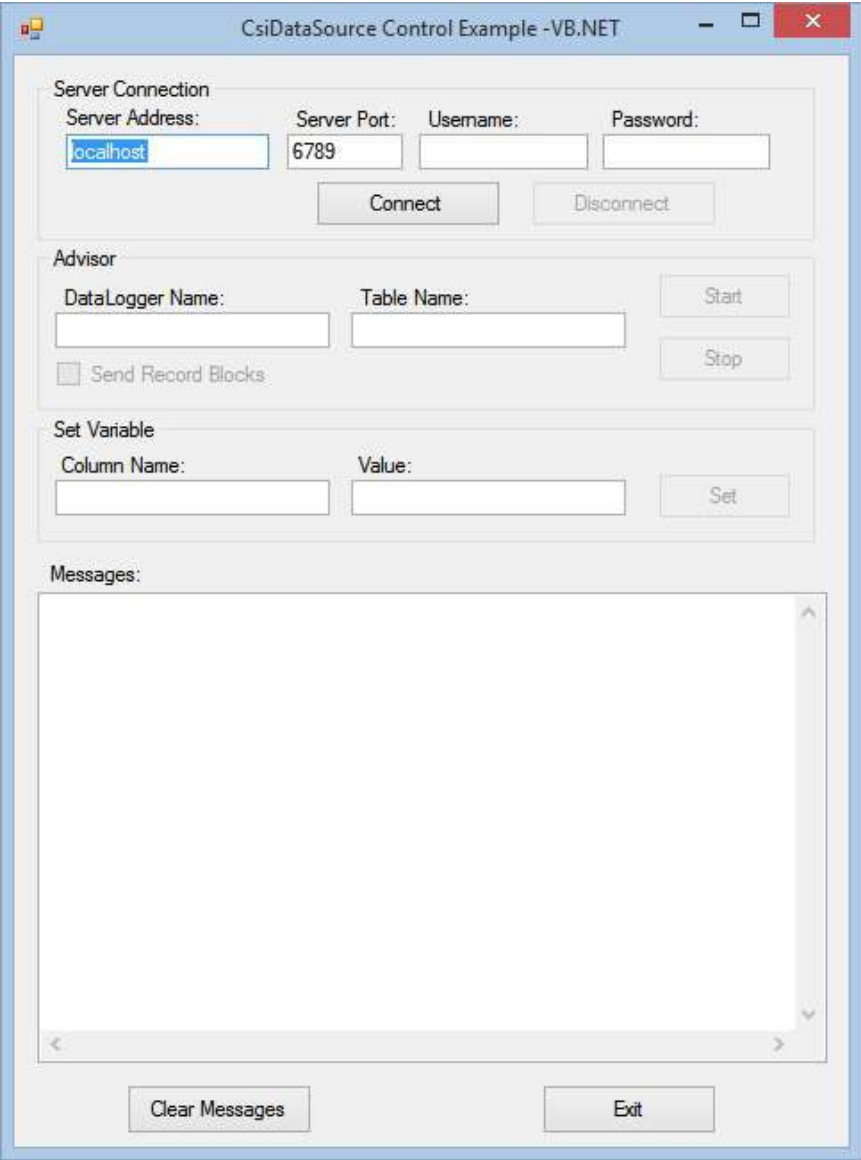 CsiDataSource Control Example -VB.NET
Server Connection
Server Address: Server Port: Username: Password:
localhost 6789
Connect Disconnect
Advisor
DataLogger Name: Table Name: Start
Send Record Blocks Stop
Set Variable
Column Name: Value:
Set
Messages:
Clear Messages Exit